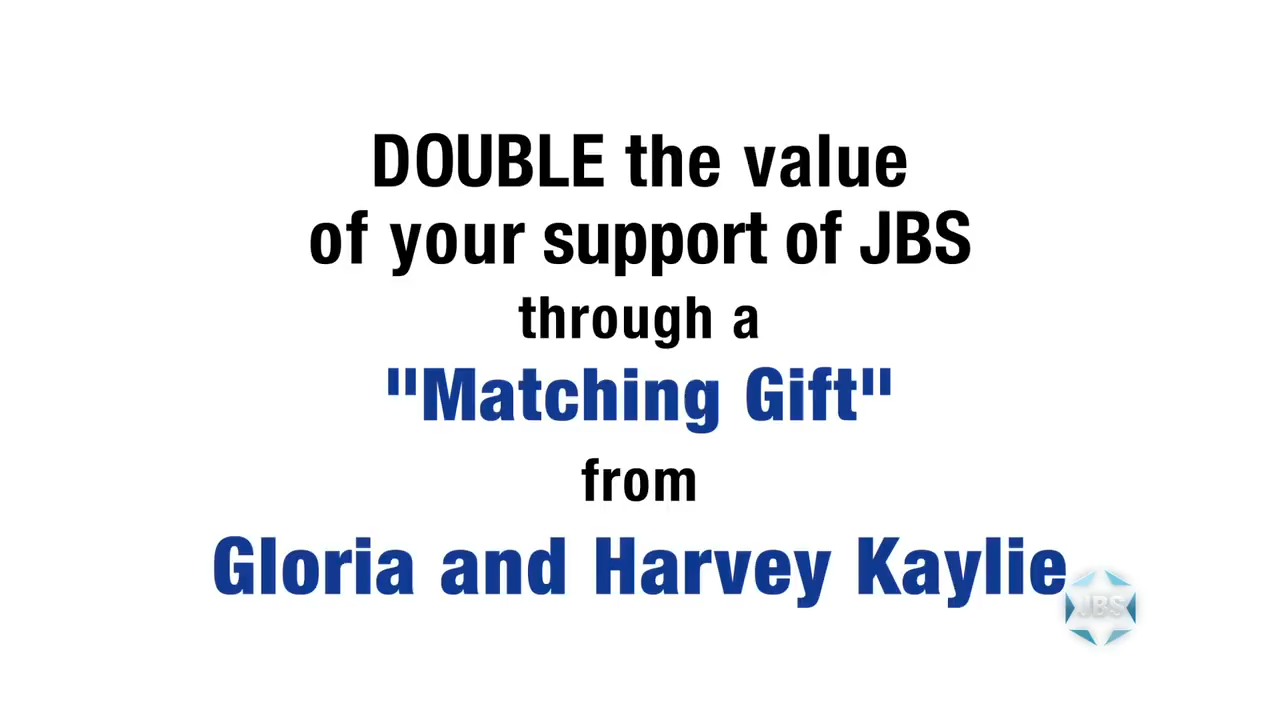 DOUBLE the value
of your support of JBS
through a
"Matching Gift"
from
Gloria and Harvey Kaylie
JBS